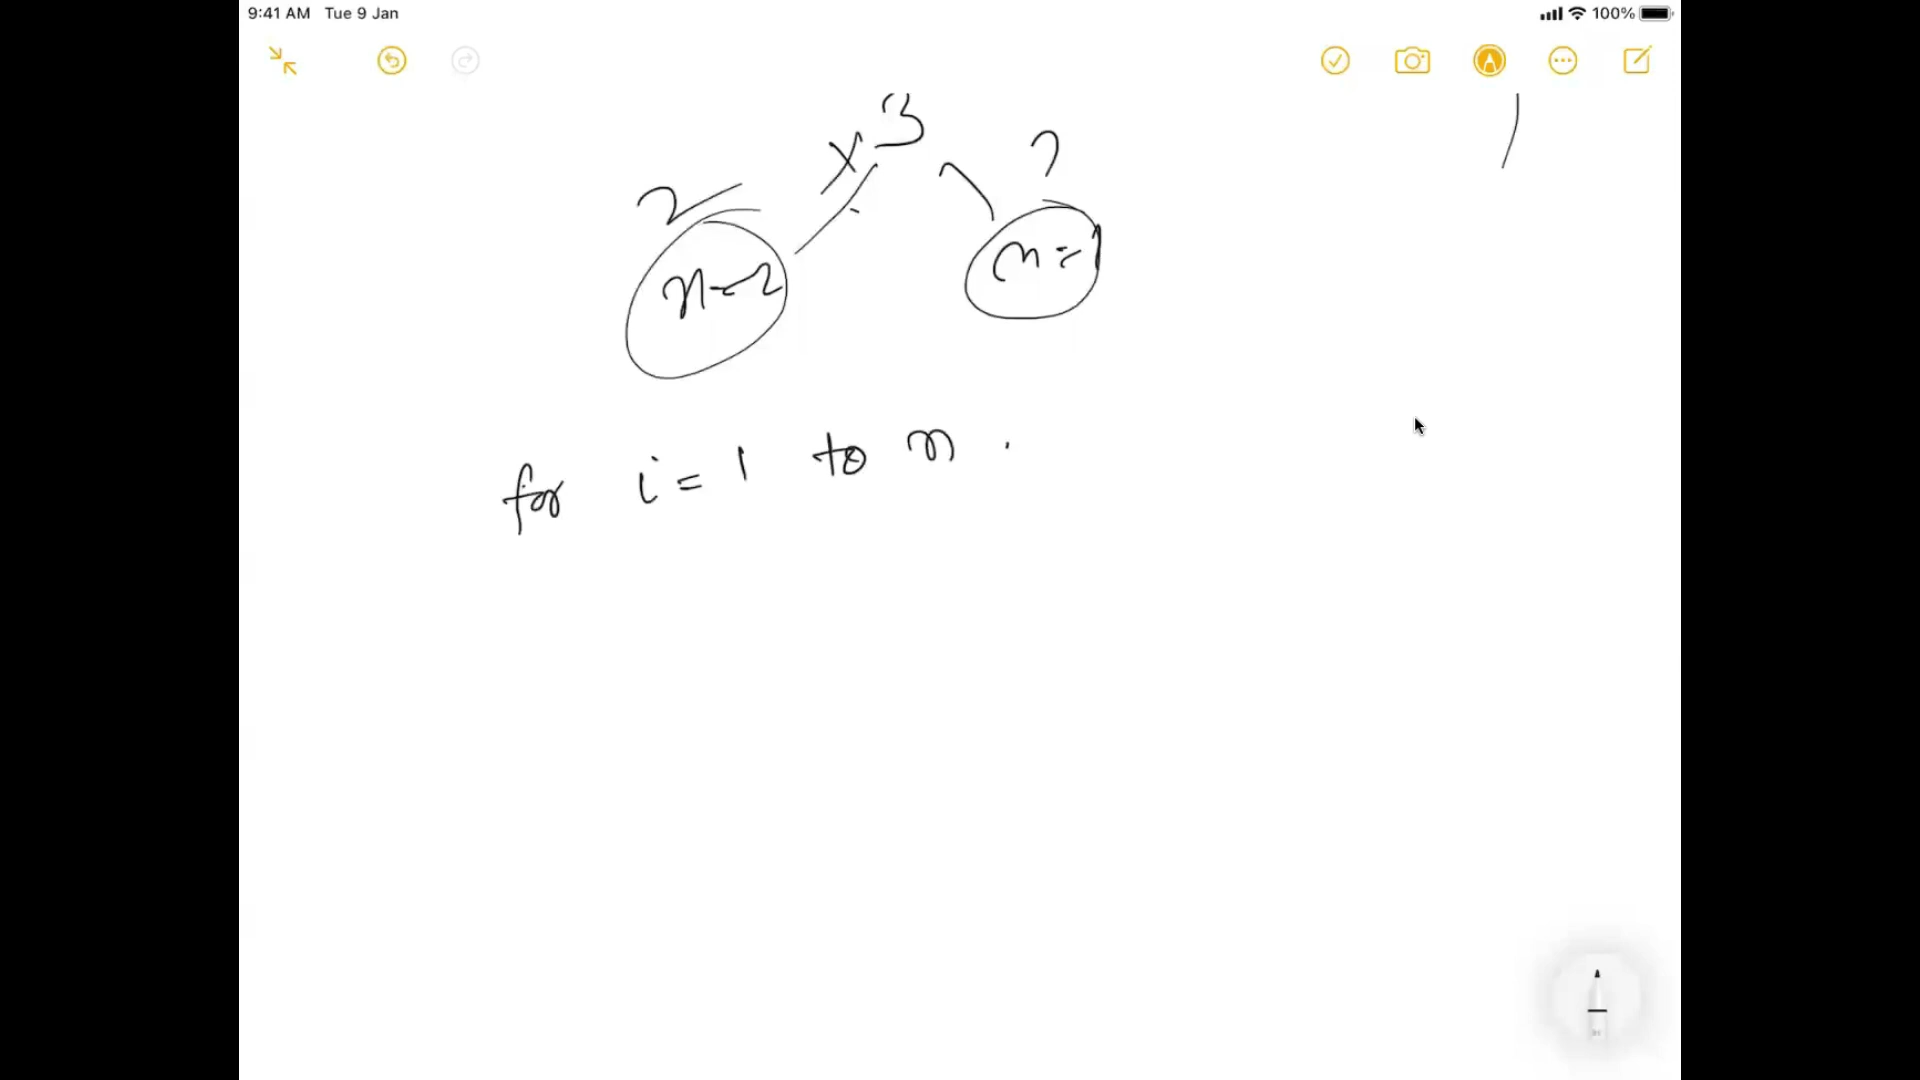 9:41 AM Tue 9 Jan 100%
3
2
n=2
n=1
for i = 1 to n .